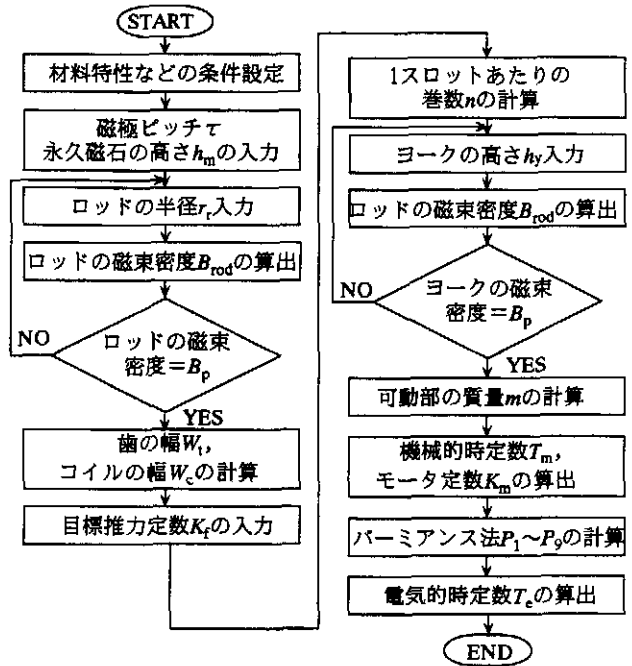 START
材料特性などの条件設定
磁極ピッチτ
永久磁石の高さhmの入力
ロッドの半径rr入力
ロッドの磁束密度Brodの算出
ロッドの磁束
密度=Bp
NO
YES
歯の幅Wt,
コイルの幅Wcの計算
目標推力定数Kfの入力
1スロットあたりの
巻数nの計算
ヨークの高さhy入力
ロッドの磁束密度Brodの算出
ヨークの磁束
密度=Bp
NO
YES
可動部の質量mの計算
機械的時定数Tm,
モータ定数Kmの算出
パーミアンス法P1~P9の計算
電気的時定数Teの算出
END